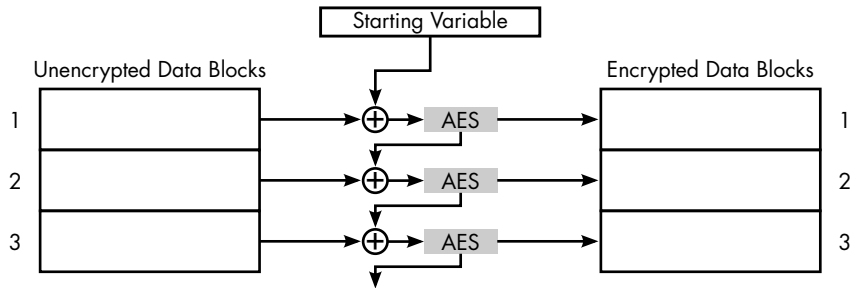 Starting Variable
Unencrypted Data Blocks
Encrypted Data Blocks
1
AES
1
2
AES
2
3
AES
3